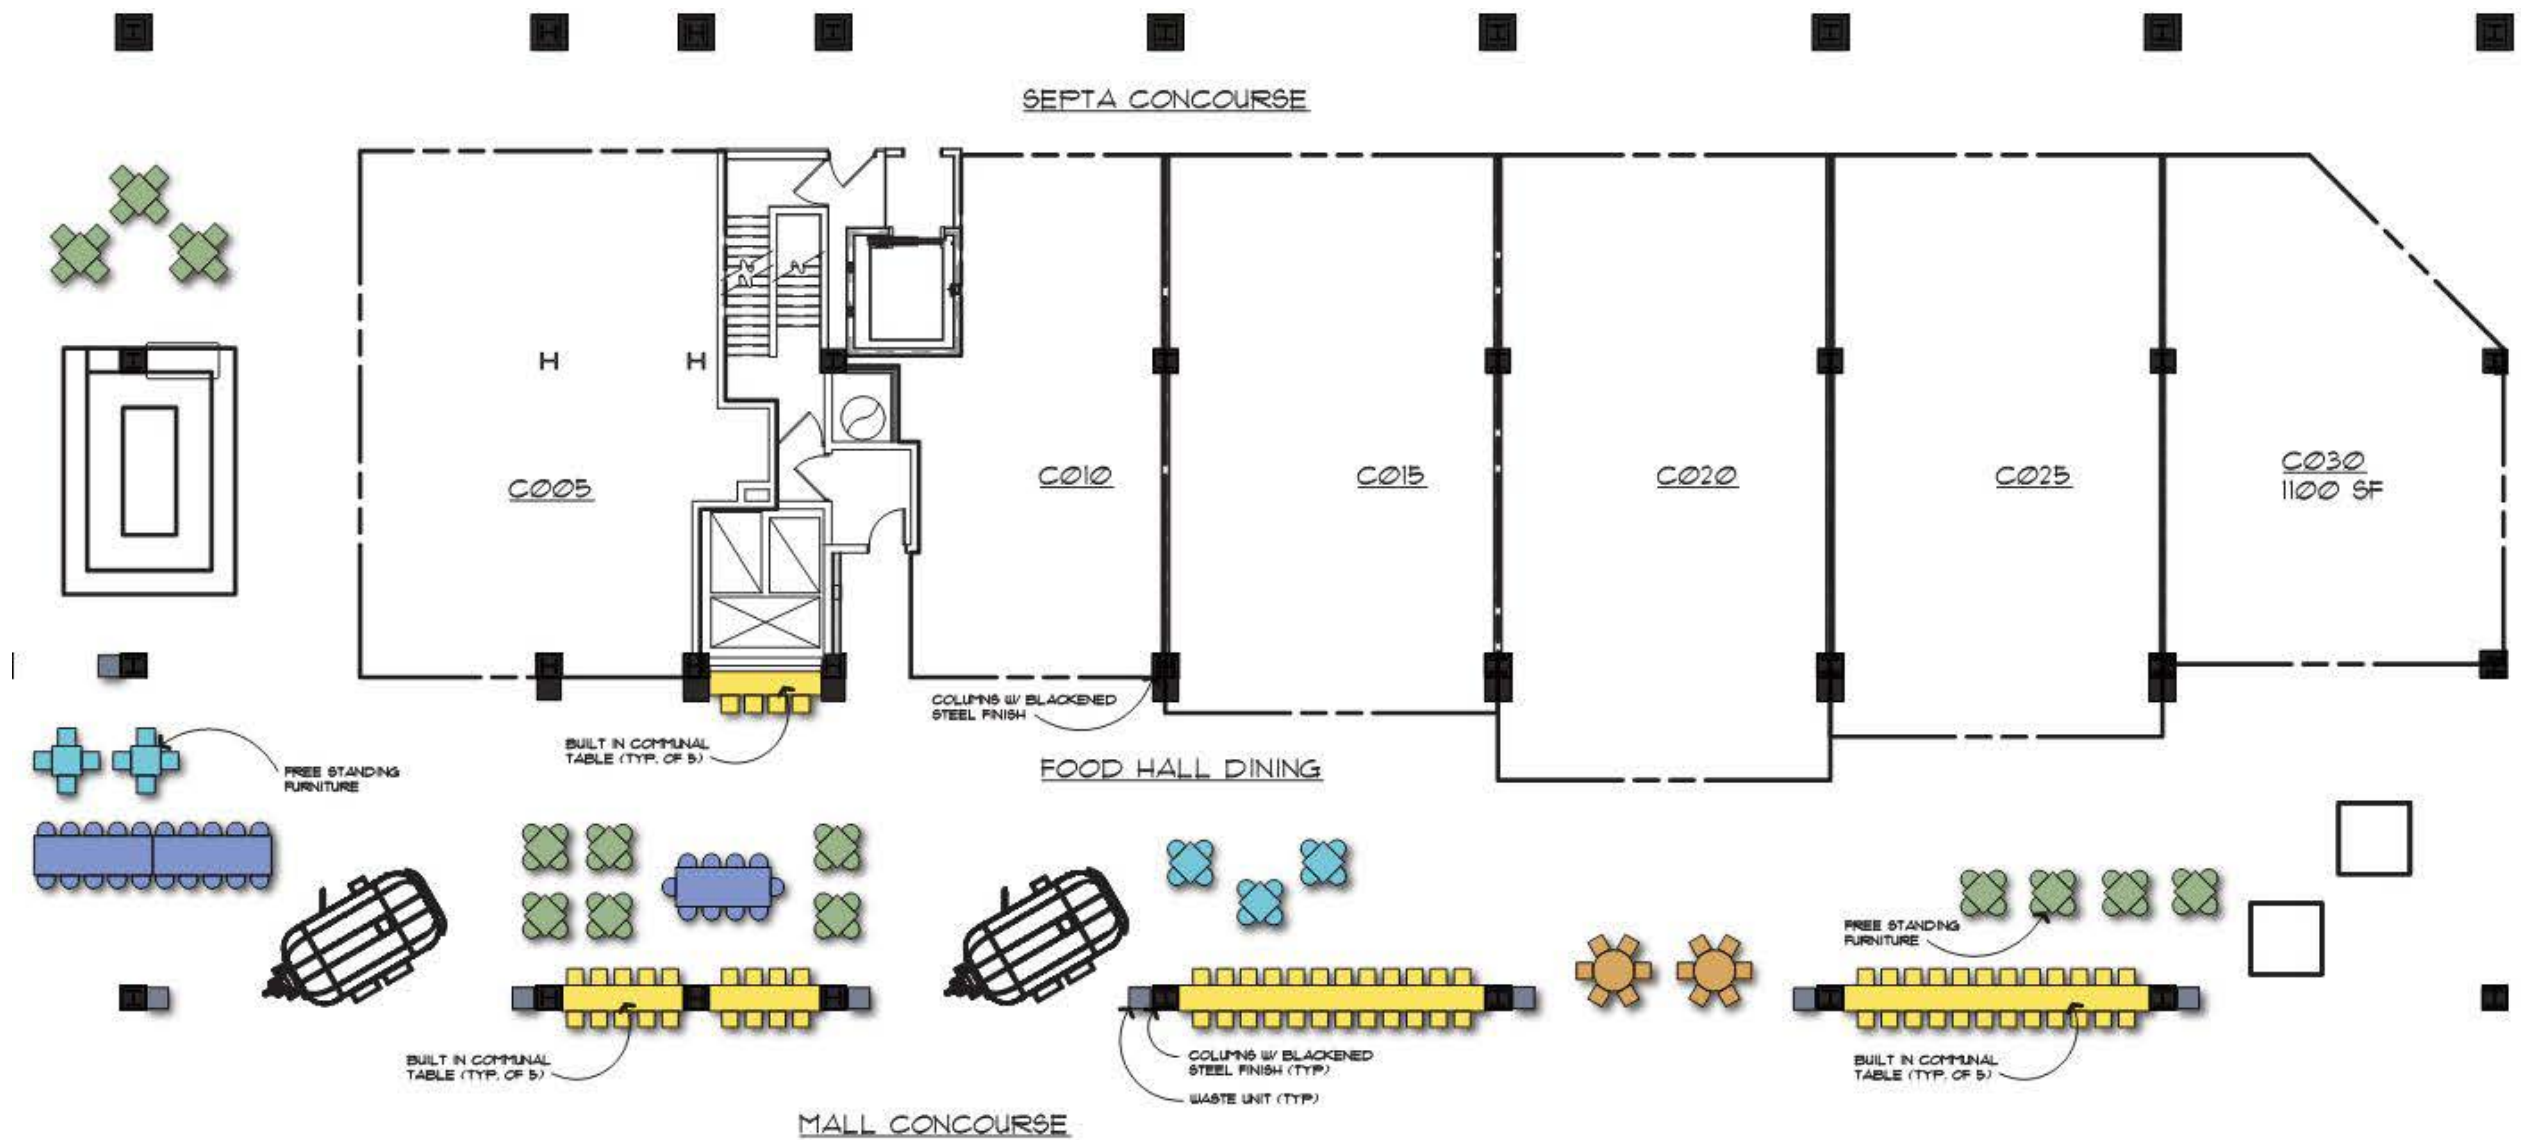 SEPTA CONCOURSE
H
H
C005
C010
C015
C020
C025
C030
1100 SF
COLUMNS W/ BLACKENED
STEEL FINISH
BUILT IN COMMUNAL
TABLE (TYP. OF 5)
FREE STANDING
FURNITURE
FOOD HALL DINING
FREE STANDING
FURNITURE
BUILT IN COMMUNAL
TABLE (TYP. OF 5)
COLUMNS W/ BLACKENED
STEEL FINISH (TYP)
WASTE UNIT (TYP)
BUILT IN COMMUNAL
TABLE (TYP. OF 5)
MALL CONCOURSE